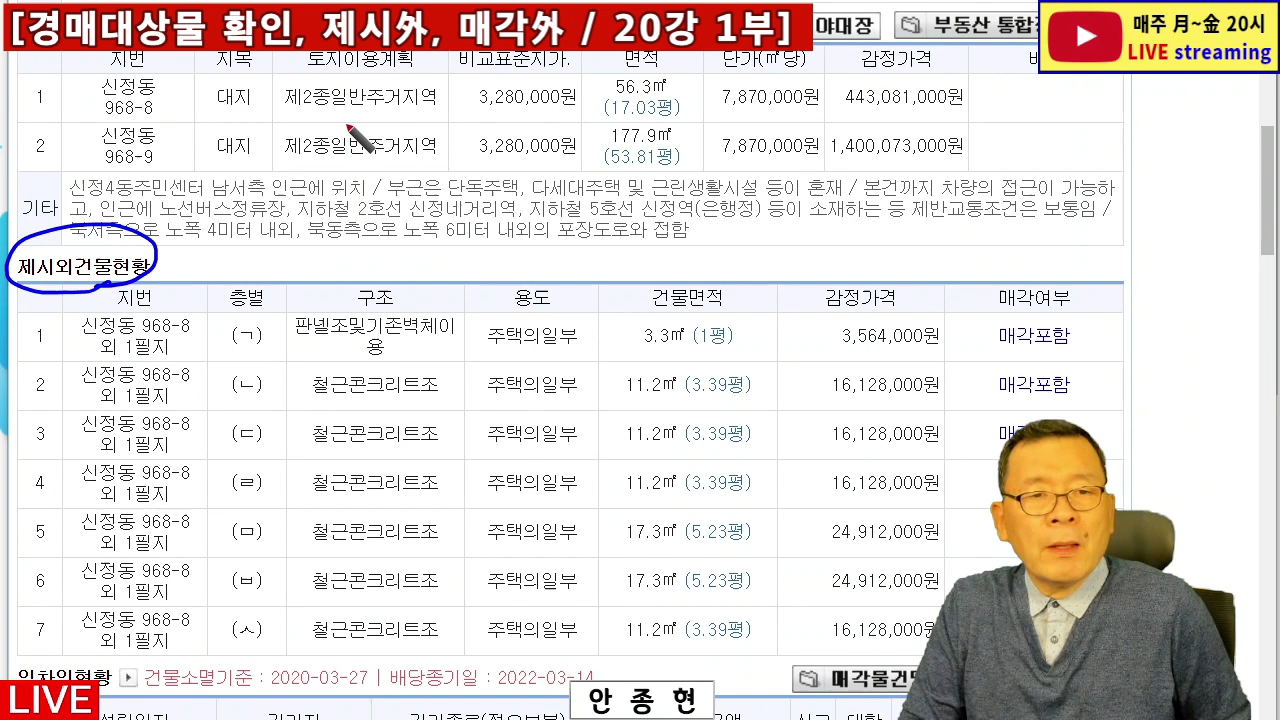 [경매대상물 확인, 제시外, 매각外 / 20강 1부]
야대장
부동산 통합
매주 月~金 20시
LIVE streaming
지번 지목 토지이용계획 비교표준지가. 면적 단가(㎡당) 감정가격
1 신정동 968-8 대지 제2종일반주거지역 3,280,000원 56.3㎡ (17.03평) 7,870,000원 443,081,000원
2 신정동 968-9 대지 제2종일반주거지역 3,280,000원 177.9㎡ (53.81평) 7,870,000원 1,400,073,000원
기타
신정4동주민센터 남서측 인근에 위치 / 부근은 단독주택, 다세대주택 및 근린생활시설 등이 혼재 / 본건까지 차량의 접근이 가능하
고, 인근에 노선버스정류장, 지하철 2호선 신정네거리역, 지하철 5호선 신정역(은행정) 등이 소재하는 등 제반교통조건은 보통임 /
북서측으로 노폭 4미터 내외, 북동측으로 노폭 6미터 내외의 포장도로와 접함
제시외건물현황
지번 층별 구조 용도 건물면적 감정가격 매각여부
1 신정동 968-8 외 1필지 (ㄱ) 판넬조및기존벽체이용 주택의일부 3.3㎡ (1평) 3,564,000원 매각포함
2 신정동 968-8 외 1필지 (ㄴ) 철근콘크리트조 주택의일부 11.2㎡ (3.39평) 16,128,000원 매각포함
3 신정동 968-8 외 1필지 (ㄷ) 철근콘크리트조 주택의일부 11.2㎡ (3.39평) 16,128,000원
4 신정동 968-8 외 1필지 (ㄹ) 철근콘크리트조 주택의일부 11.2㎡ (3.39평) 16,128,000원
5 신정동 968-8 외 1필지 (ㅁ) 철근콘크리트조 주택의일부 17.3㎡ (5.23평) 24,912,000원
6 신정동 968-8 외 1필지 (ㅂ) 철근콘크리트조 주택의일부 17.3㎡ (5.23평) 24,912,000원
7 신정동 968-8 외 1필지 (ㅅ) 철근콘크리트조 주택의일부 11.2㎡ (3.39평) 16,128,000원
임차인현황 건물소멸기준 : 2020-03-27 | 배당종기일 : 2022-03-14
매각물건
LIVE
안 종 현